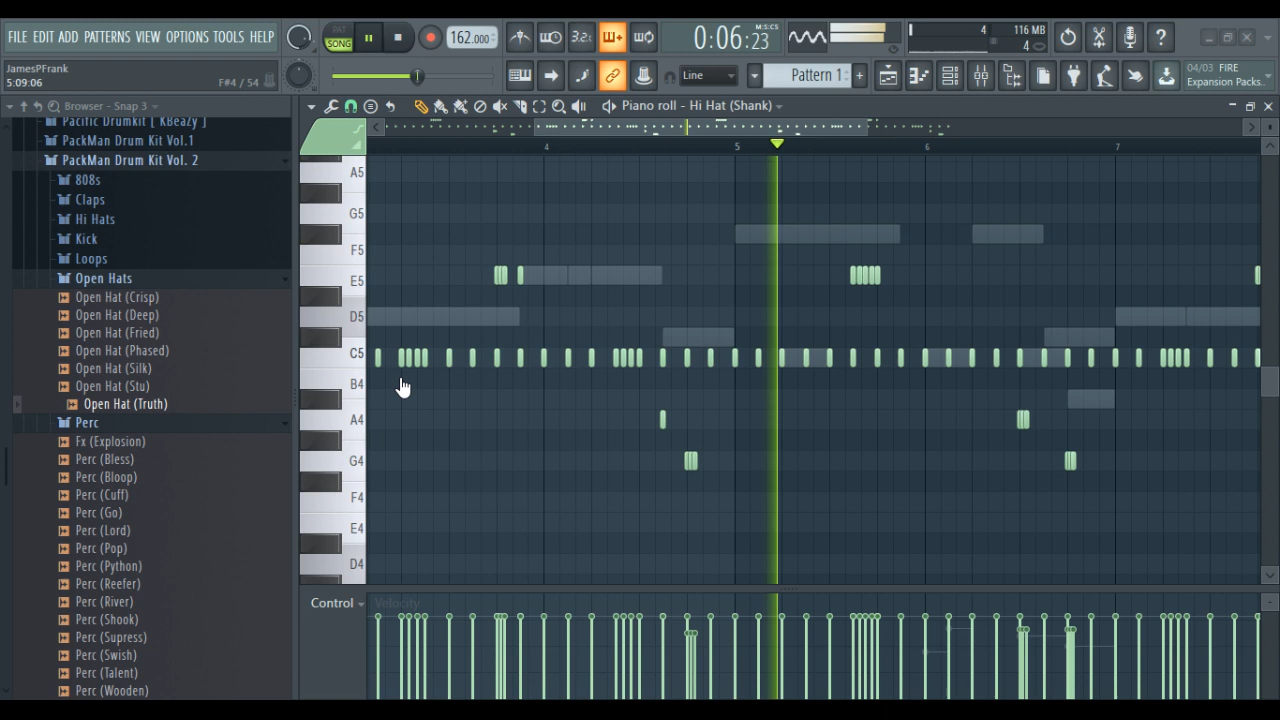 FILE EDIT ADD PATTERNS VIEW OPTIONS TOOLS HELP
PAT
SONG
162.000
3.2
0:06:23
M:S:CS
4
116 MB
4
JamesPFrank
5:09:06
F#4 / 54
Line
Pattern 1
04/03 FIRE
Expansion Packs..
Browser - Snap 3
Piano roll - Hi Hat (Shank)
Pacific Drumkit [ KBeaZy ]
PackMan Drum Kit Vol.1
PackMan Drum Kit Vol. 2
808s
Claps
Hi Hats
Kick
Loops
Open Hats
Open Hat (Crisp)
Open Hat (Deep)
Open Hat (Fried)
Open Hat (Phased)
Open Hat (Silk)
Open Hat (Stu)
Open Hat (Truth)
Perc
Fx (Explosion)
Perc (Bless)
Perc (Bloop)
Perc (Cuff)
Perc (Go)
Perc (Lord)
Perc (Pop)
Perc (Python)
Perc (Reefer)
Perc (River)
Perc (Shook)
Perc (Supress)
Perc (Swish)
Perc (Talent)
Perc (Wooden)
4 5 6 7
A5
G5
F5
E5
D5
C5
B4
A4
G4
F4
E4
D4
Control
Velocity